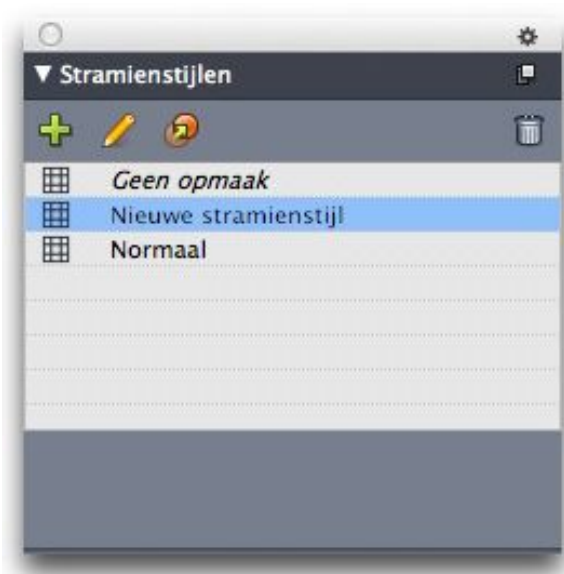 Stramienstijlen
Geen opmaak
Nieuwe stramienstijl
Normaal